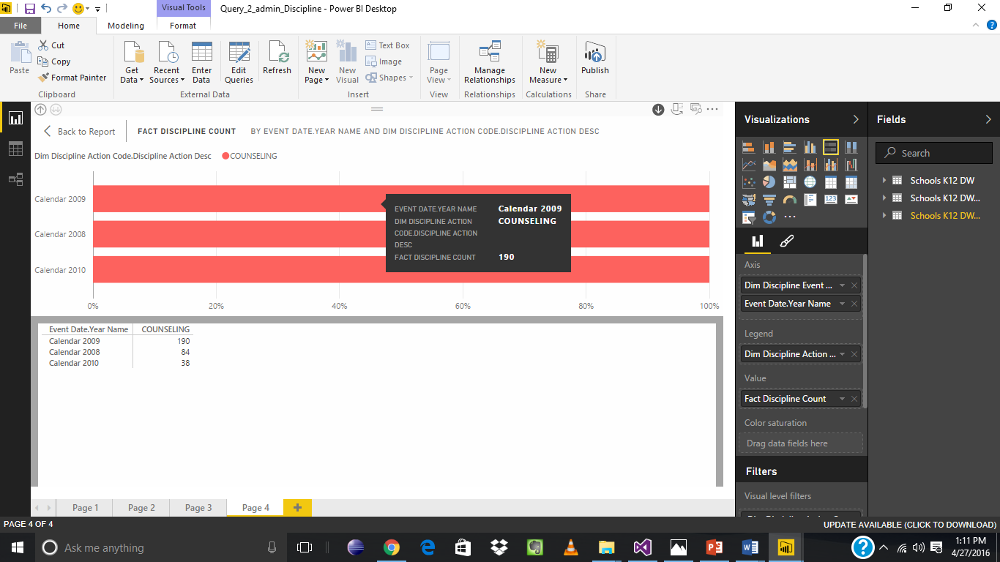 Visual Tools
Query_2_admin_Discipline - Power BI Desktop
File Home Modeling Format
Paste
Cut
Copy
Format Painter
Clipboard
Get Data
Recent Sources
Enter Data
Edit Queries
Refresh
External Data
New Page
New Visual
Text Box
Image
Shapes
Insert
Page View
View
Manage Relationships
Relationships
New Measure
Calculations
Publish
Share
Back to Report FACT DISCIPLINE COUNT BY EVENT DATE.YEAR NAME AND DIM DISCIPLINE ACTION CODE.DISCIPLINE ACTION DESC
Dim Discipline Action Code.Discipline Action Desc COUNSELING
Calendar 2009
Calendar 2008
Calendar 2010
EVENT DATE.YEAR NAME Calendar 2009
DIM DISCIPLINE ACTION COUNSELING
CODE.DISCIPLINE ACTION
DESC
FACT DISCIPLINE COUNT 190
0% 20% 40% 60% 80% 100%
Event Date.Year Name COUNSELING
Calendar 2009 190
Calendar 2008 84
Calendar 2010 38
Visualizations
123
Axis
Dim Discipline Event ...
Event Date.Year Name
Legend
Dim Discipline Action ...
Value
Fact Discipline Count
Color saturation
Drag data fields here
Filters
Visual level filters
Fields
Search
Schools K12 DW
Schools K12 DW...
Schools K12 DW...
Page 1 Page 2 Page 3 Page 4
PAGE 4 OF 4 UPDATE AVAILABLE (CLICK TO DOWNLOAD)
Ask me anything
1:11 PM
4/27/2016